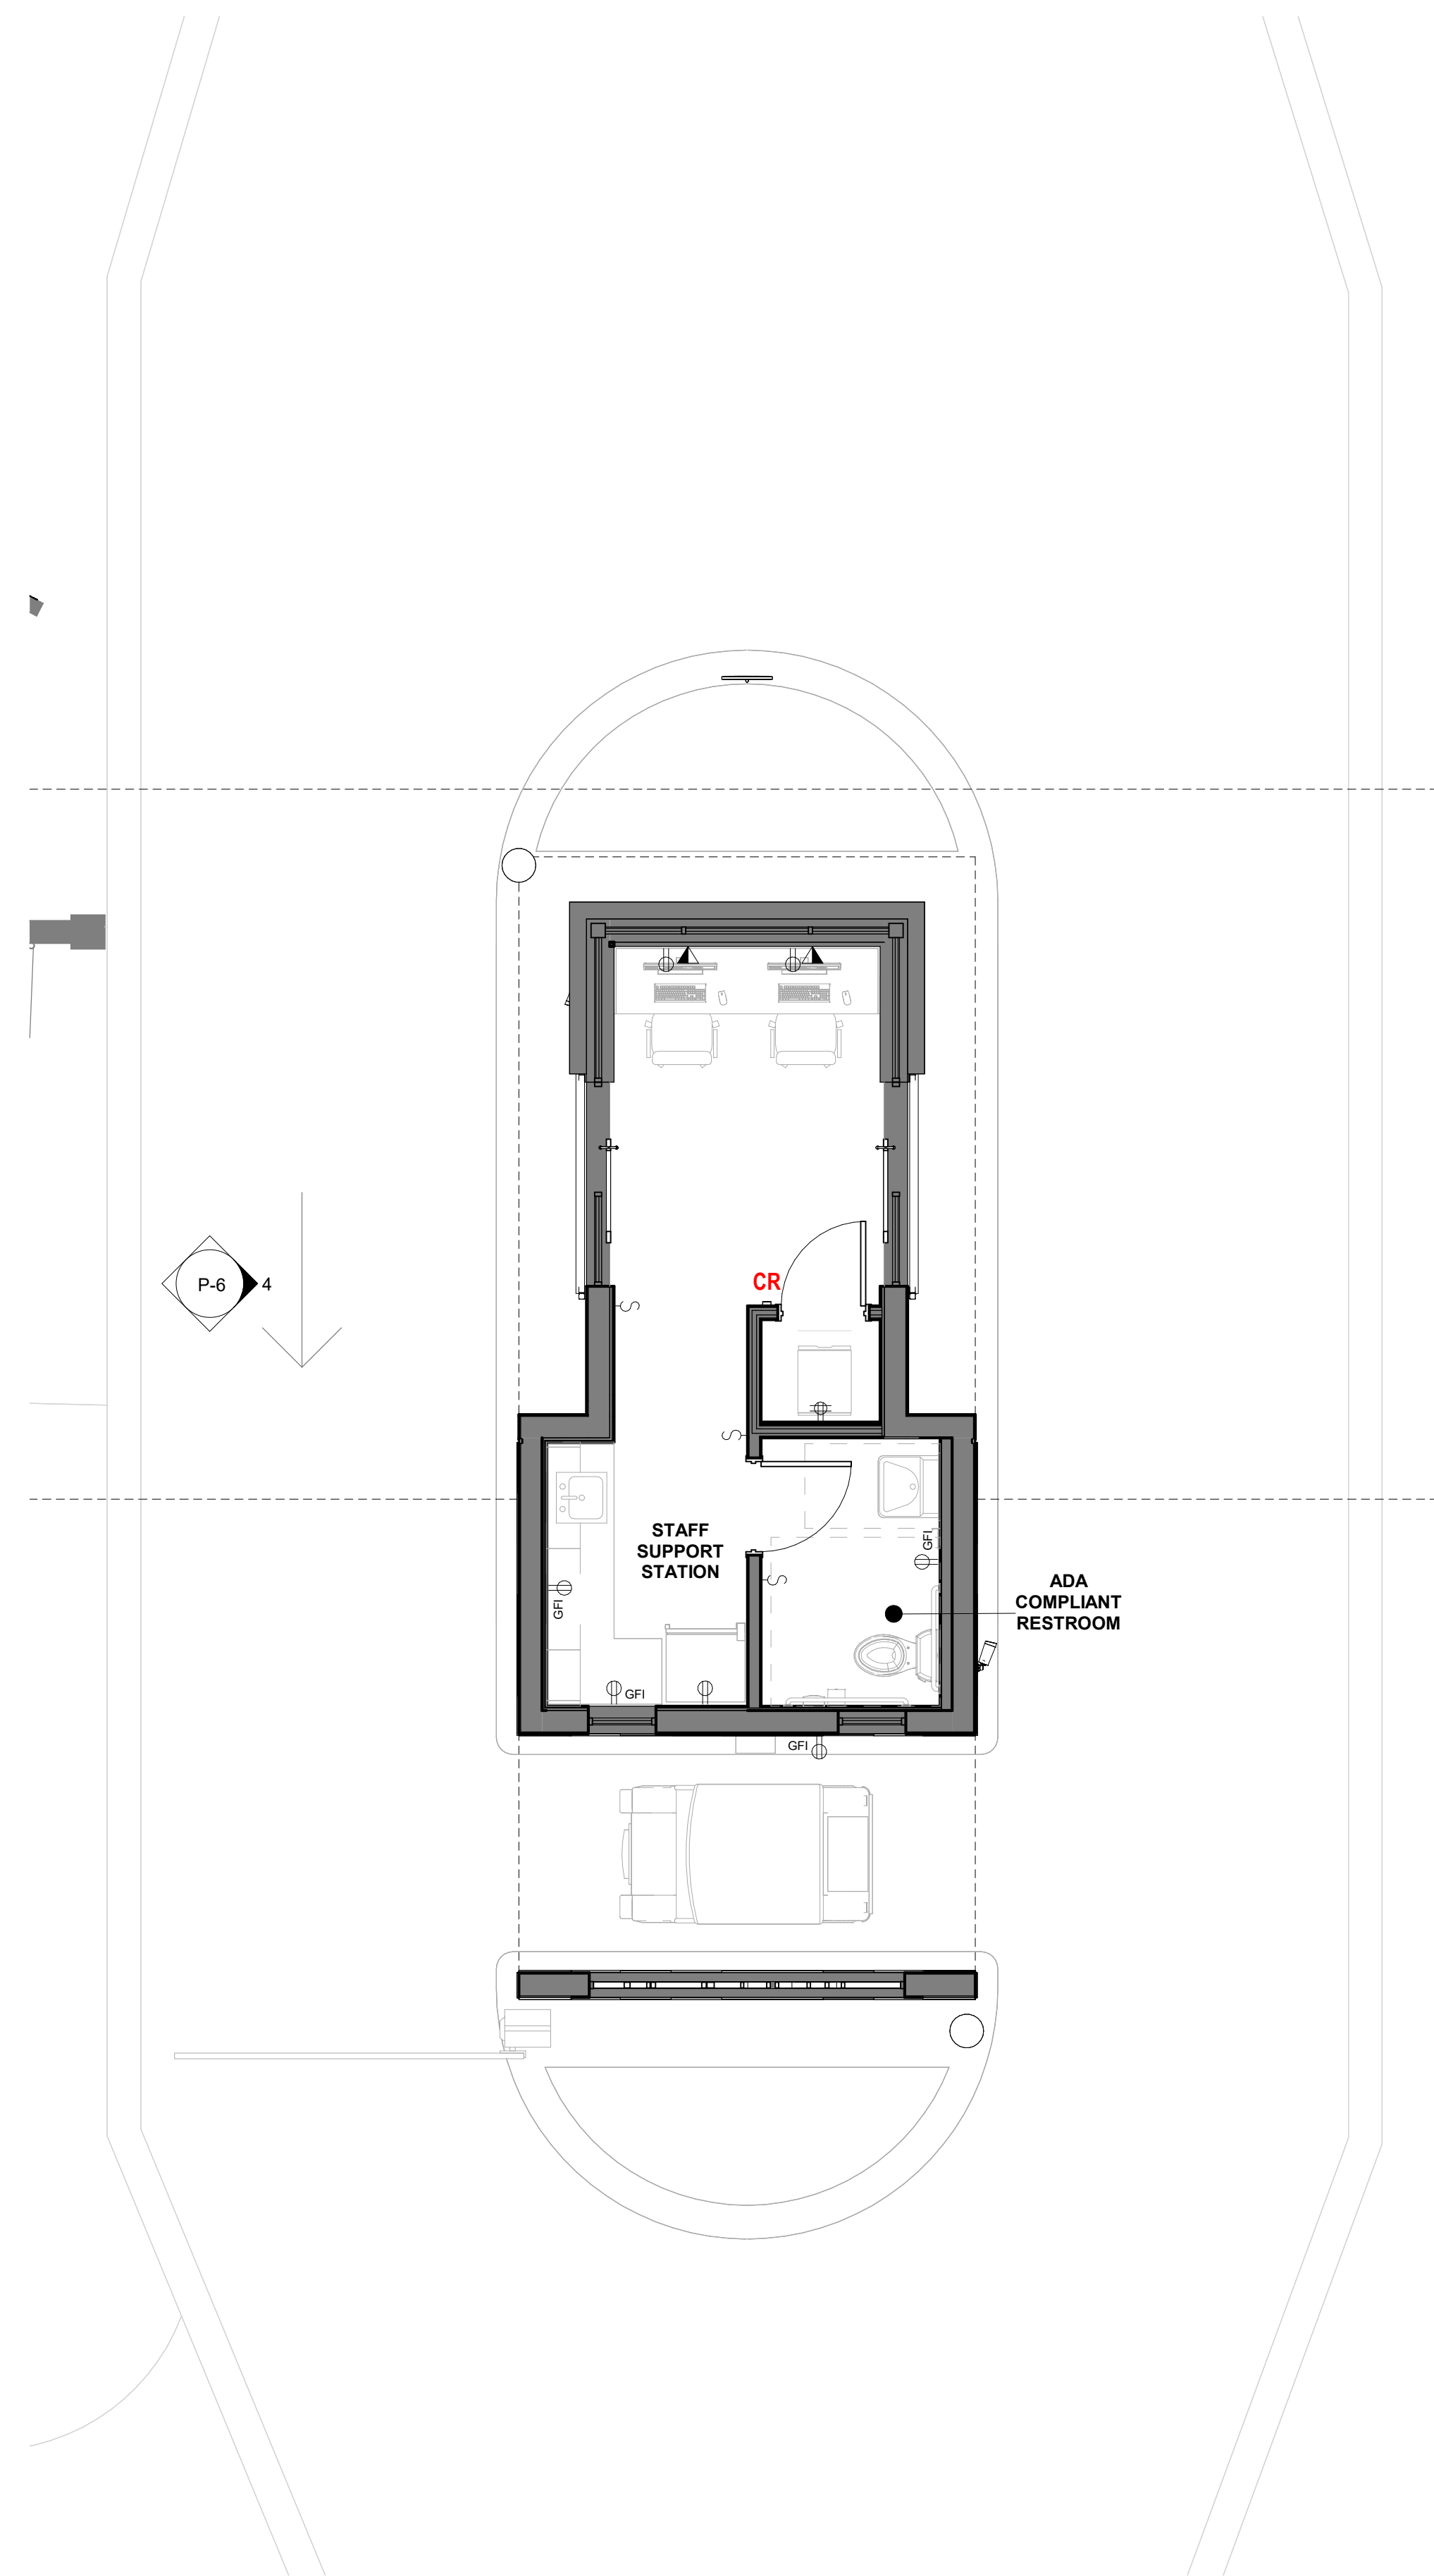 CR
P-6
4
STAFF
SUPPORT
STATION
GFI
ADA
COMPLIANT
RESTROOM
GFI
GFI
GFI
S
S
S